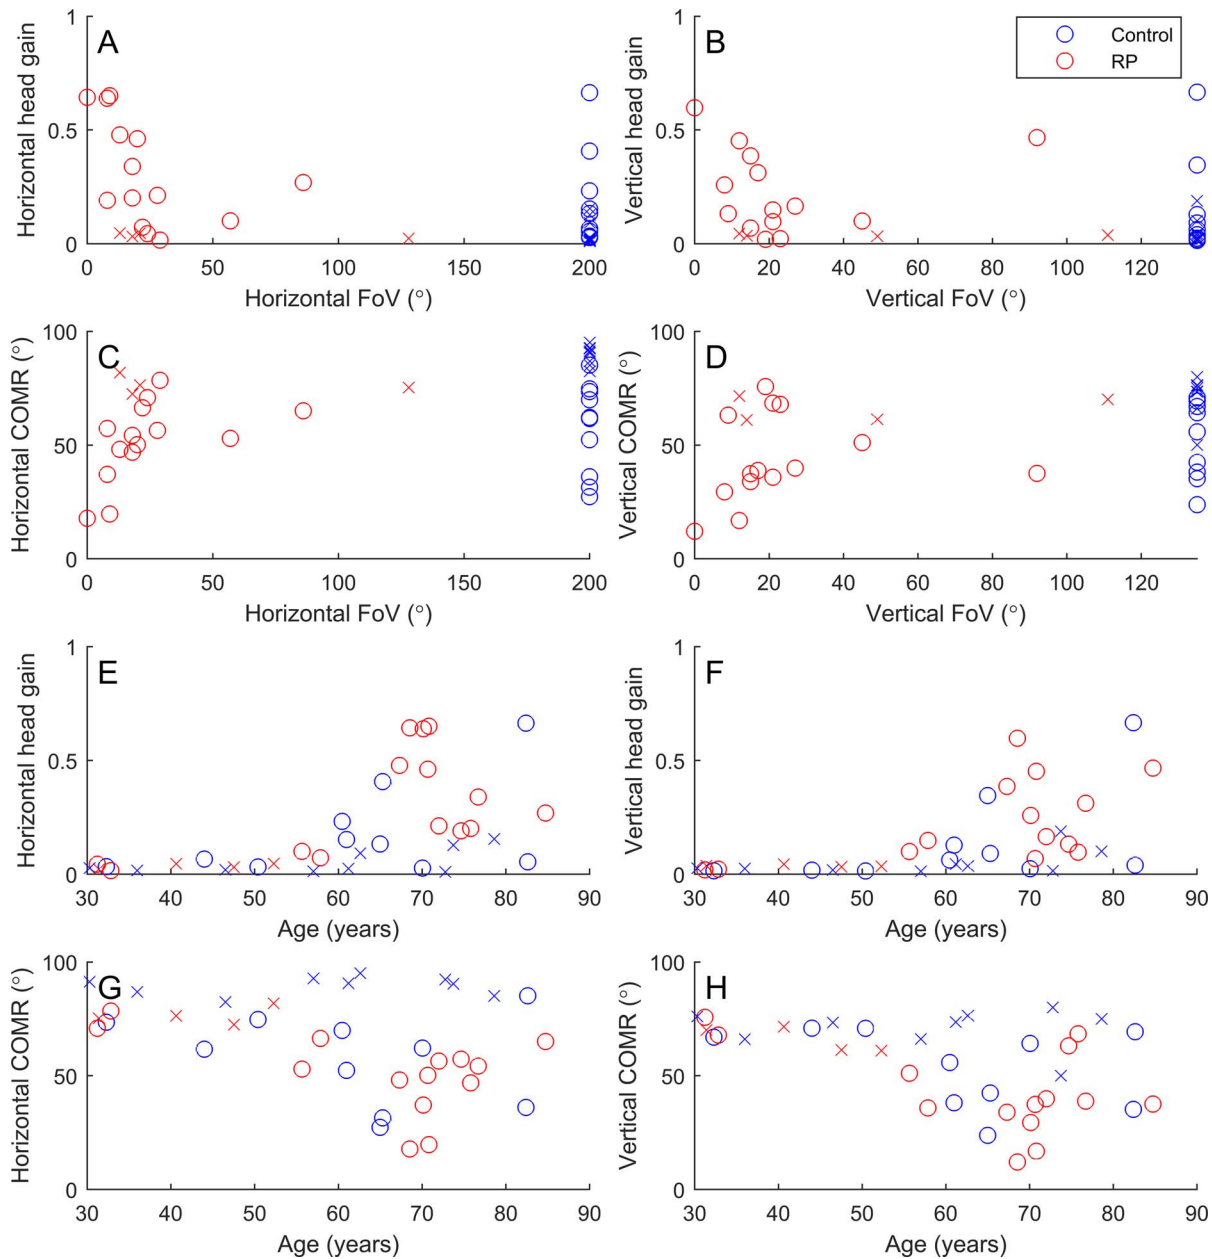 A
Horizontal head gain
1
0.5
0
0 50 100 150 200
Horizontal FoV (°)
B
Vertical head gain
1
0.5
0
0 20 40 60 80 100 120
Vertical FoV (°)
Control
RP
C
Horizontal COMR (°)
100
50
0
0 50 100 150 200
Horizontal FoV (°)
D
Vertical COMR (°)
100
50
0
0 20 40 60 80 100 120
Vertical FoV (°)
E
Horizontal head gain
1
0.5
0
30 40 50 60 70 80 90
Age (years)
F
Vertical head gain
1
0.5
0
30 40 50 60 70 80 90
Age (years)
G
Horizontal COMR (°)
100
50
0
30 40 50 60 70 80 90
Age (years)
H
Vertical COMR (°)
100
50
0
30 40 50 60 70 80 90
Age (years)